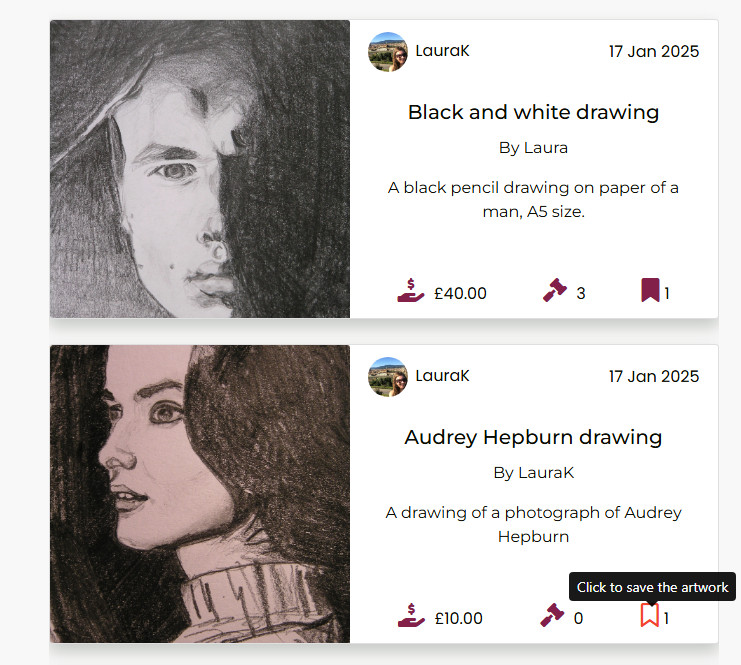 LauraK 17 Jan 2025
Black and white drawing
By Laura
A black pencil drawing on paper of a
man, A5 size.
$ £40.00 3 1
LauraK 17 Jan 2025
Audrey Hepburn drawing
By LauraK
A drawing of a photograph of Audrey
Hepburn
Click to save the artwork
$ £10.00 0 1